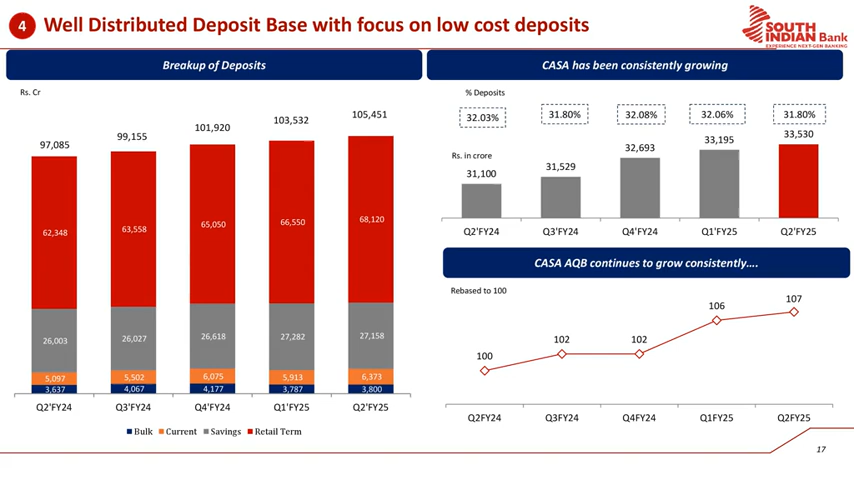 4
Well Distributed Deposit Base with focus on low cost deposits
SOUTH
INDIAN Bank
EXPERIENCE NEXT-GEN BANKING
Breakup of Deposits
Rs. Cr
97,085
99,155
101,920
103,532
105,451
62,348
63,558
65,050
66,550
68,120
26,003
26,027
26,618
27,282
27,158
5,097
5,502
6,075
5,913
6,373
3,637
4,067
4,177
3,787
3,800
Q2'FY24
Q3'FY24
Q4'FY24
Q1'FY25
Q2'FY25
Bulk
Current
Savings
Retail Term
CASA has been consistently growing
% Deposits
32.03%
31.80%
32.08%
32.06%
31.80%
Rs. in crore
31,100
31,529
32,693
33,195
33,530
Q2'FY24
Q3'FY24
Q4'FY24
Q1'FY25
Q2'FY25
CASA AQB continues to grow consistently....
Rebased to 100
100
102
102
106
107
Q2FY24
Q3FY24
Q4FY24
Q1FY25
Q2FY25
17